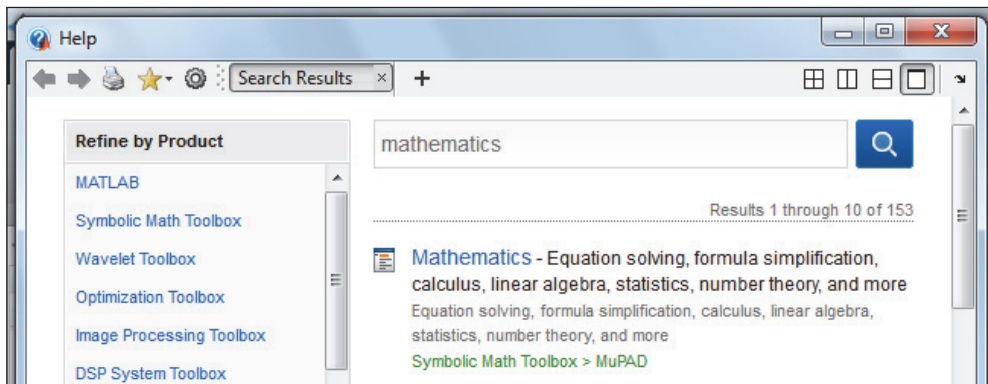 Help
Search Results
Refine by Product
MATLAB
Symbolic Math Toolbox
Wavelet Toolbox
Optimization Toolbox
Image Processing Toolbox
DSP System Toolbox
mathematics
Results 1 through 10 of 153
Mathematics - Equation solving, formula simplification,
calculus, linear algebra, statistics, number theory, and more
Equation solving, formula simplification, calculus, linear algebra,
statistics, number theory, and more
Symbolic Math Toolbox > MuPAD